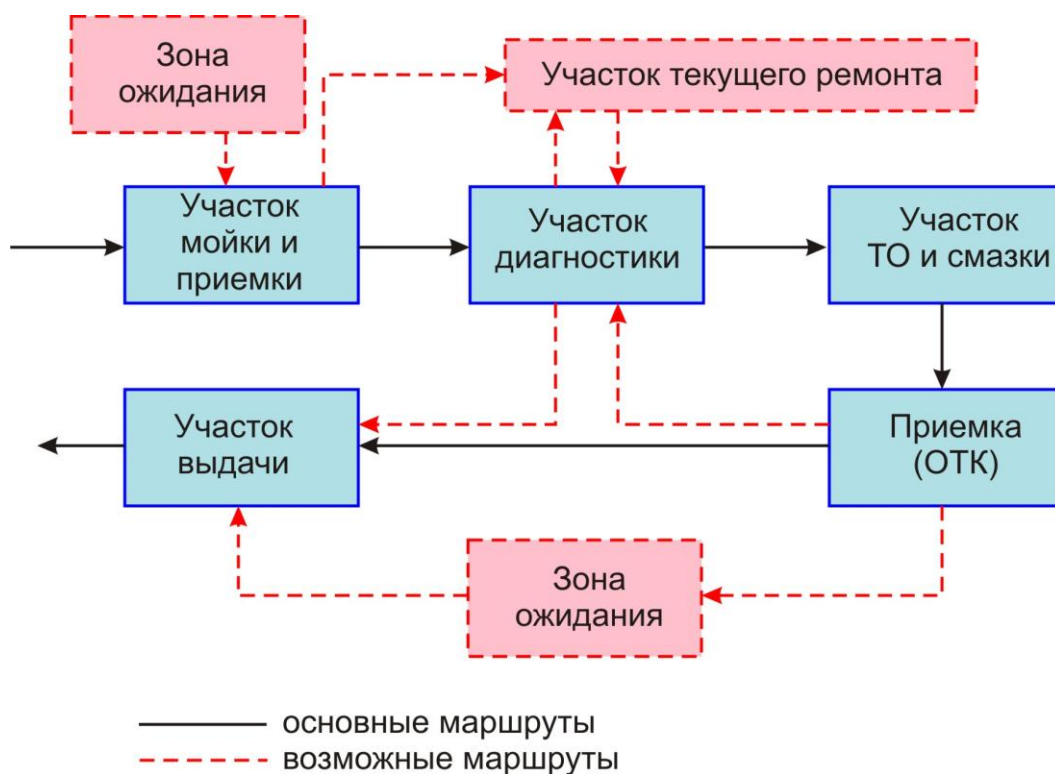 Зона
ожидания
Участок текущего ремонта
Участок
мойки и
приемки
Участок
диагностики
Участок
ТО и смазки
Участок
выдачи
Приемка
(ОТК)
Зона
ожидания
основные маршруты
возможные маршруты